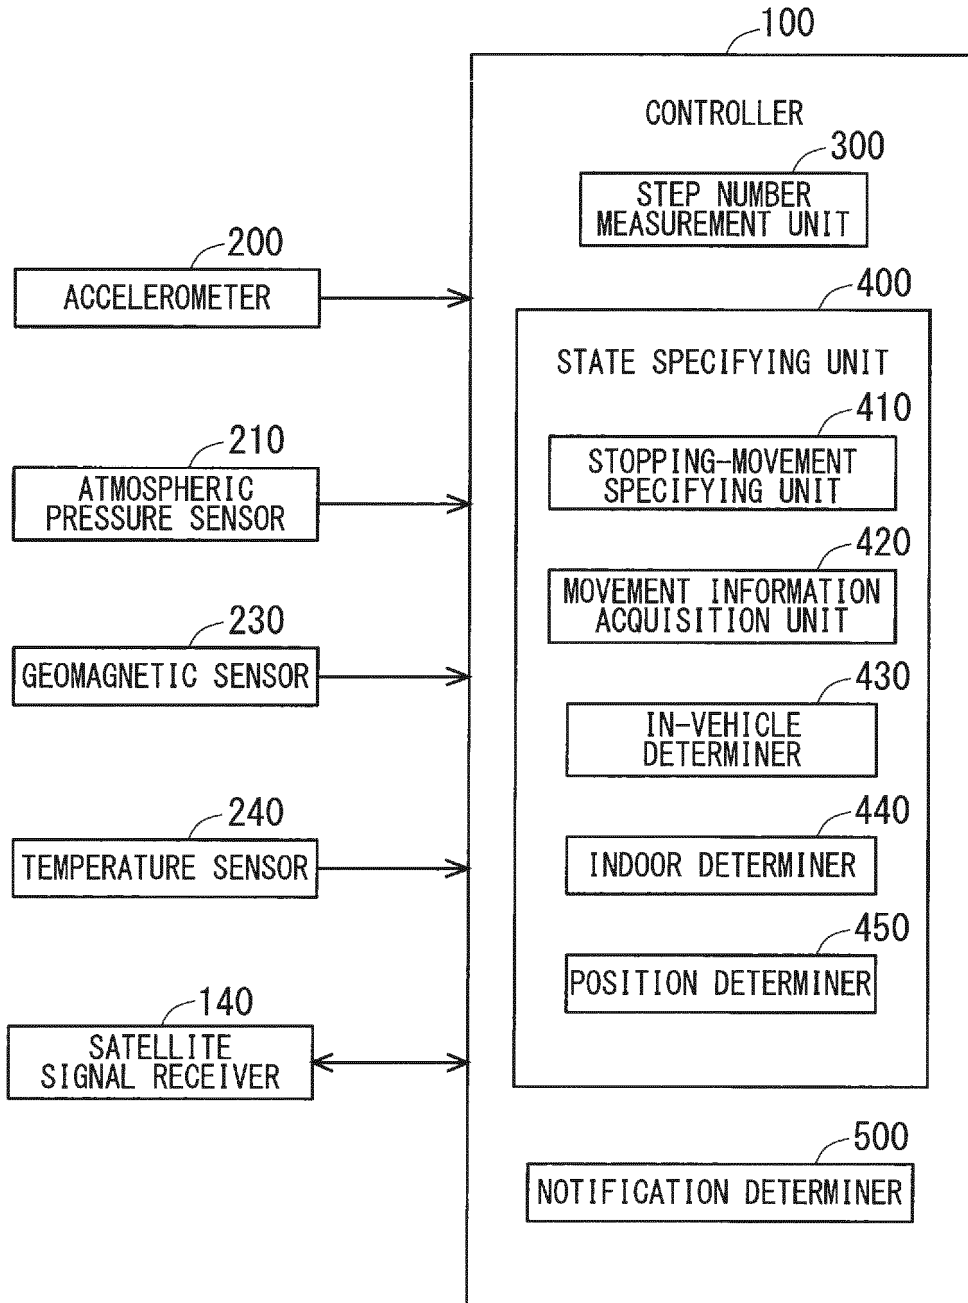 100
CONTROLLER
300
STEP NUMBER
MEASUREMENT UNIT
200
ACCELEROMETER
400
STATE SPECIFYING UNIT
410
STOPPING-MOVEMENT
SPECIFYING UNIT
210
ATMOSPHERIC
PRESSURE SENSOR
420
MOVEMENT INFORMATION
ACQUISITION UNIT
230
GEOMAGNETIC SENSOR
430
IN-VEHICLE
DETERMINER
240
TEMPERATURE SENSOR
440
INDOOR DETERMINER
450
POSITION DETERMINER
140
SATELLITE
SIGNAL RECEIVER
500
NOTIFICATION DETERMINER